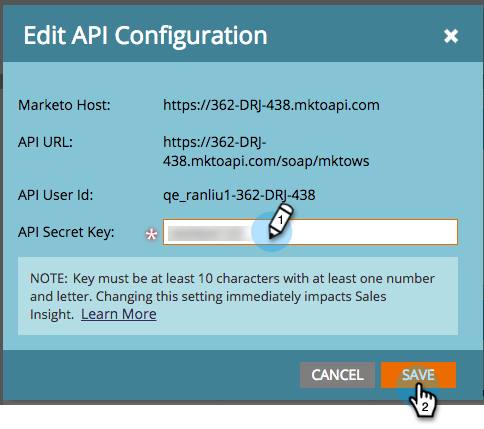 Edit API Configuration
Marketo Host: https://362-DRJ-438.mktoapi.com
API URL: https://362-DRJ-
438.mktoapi.com/soap/mktows
API User Id: qe_ranliu1-362-DRJ-438
API Secret Key: *
1
NOTE: Key must be at least 10 characters with at least one number
and letter. Changing this setting immediately impacts Sales
Insight. Learn More
CANCEL SAVE
2